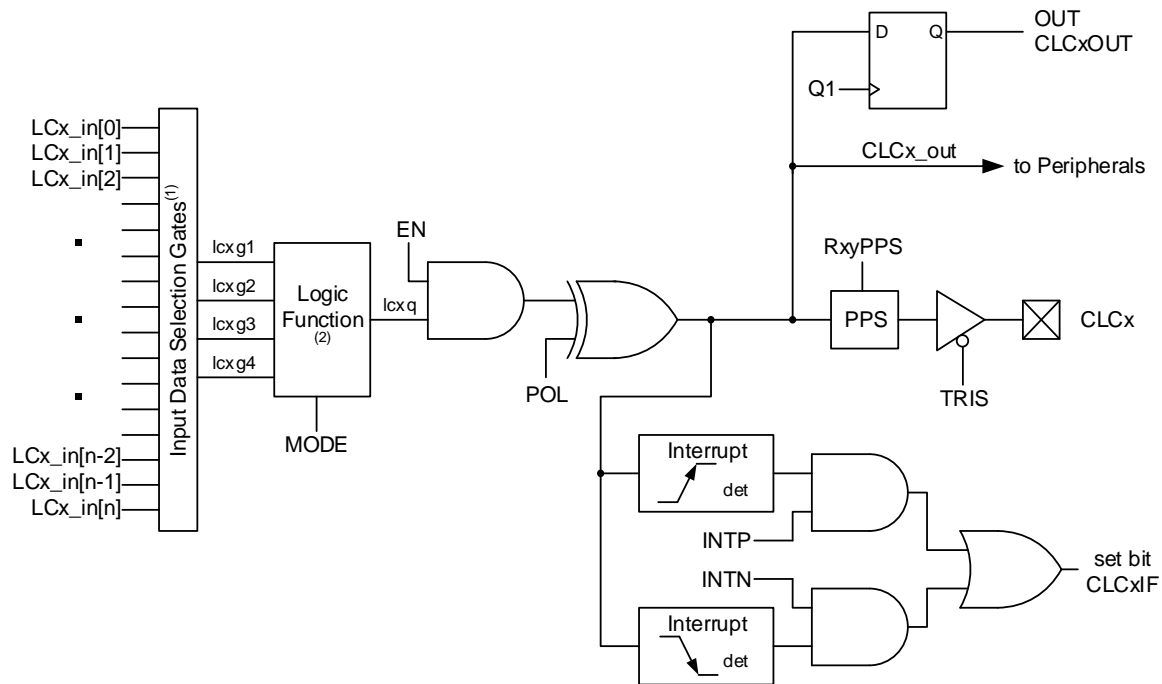 OUT
CLCxOUT
D
Q
Q1
LCx_in[0]
LCx_in[1]
LCx_in[2]
CLCx_out
to Peripherals
Input Data Selection Gates(1)
EN
RxyPPS
lcxg1
lcxg2
lcxg3
lcxg4
Logic
Function
(2)
lcxq
PPS
CLCx
POL
TRIS
MODE
LCx_in[n-2]
LCx_in[n-1]
LCx_in[n]
Interrupt
det
INTP
INTN
set bit
CLCxIF
Interrupt
det